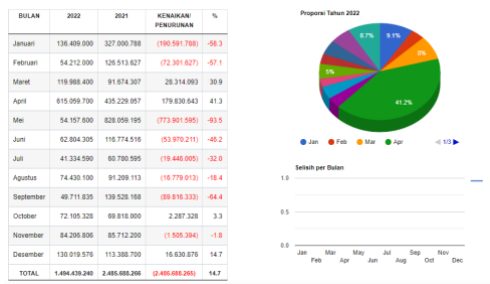 BULAN 2022 2021 KENAIKAN/ PENURUNAN %
Januari 136.409.000 327.000.788 (190.591.788) -58.3
Februari 54.212.000 126.513.627 (72.301.627) -57.1
Maret 119.988.400 91.674.307 28.314.093 30.9
April 615.059.700 435.229.057 179.830.643 41.3
Mei 54.157.600 828.059.195 (773.901.595) -93.5
Juni 62.804.305 116.774.516 (53.970.211) -46.2
Juli 41.334.590 60.780.595 (19.446.005) -32.0
Agustus 74.430.100 91.209.113 (16.779.013) -18.4
September 49.711.835 139.528.168 (89.816.333) -64.4
October 72.105.328 69.818.000 2.287.328 3.3
November 84.206.806 85.712.200 (1.505.394) -1.8
Desember 130.019.576 113.388.700 16.630.876 14.7
TOTAL 1.494.439.240 2.485.688.266 (2.485.688.265) 14.7
Proporsi Tahun 2022
8.7% 9.1%
8%
5%
41.2%
Jan Feb Mar Apr 1/3
Selisih per Bulan
1.0
0.5
0.0
Jan Mar May Jul Sep Nov
Feb Apr Jun Aug Oct Dec